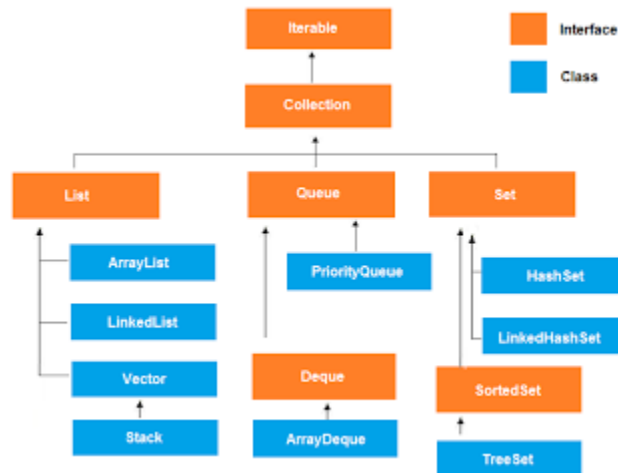 Iterable
Interface
Class
Collection
List
Queue
Set
ArrayList
PriorityQueue
HashSet
LinkedList
LinkedHashSet
Vector
Deque
SortedSet
Stack
ArrayDeque
TreeSet